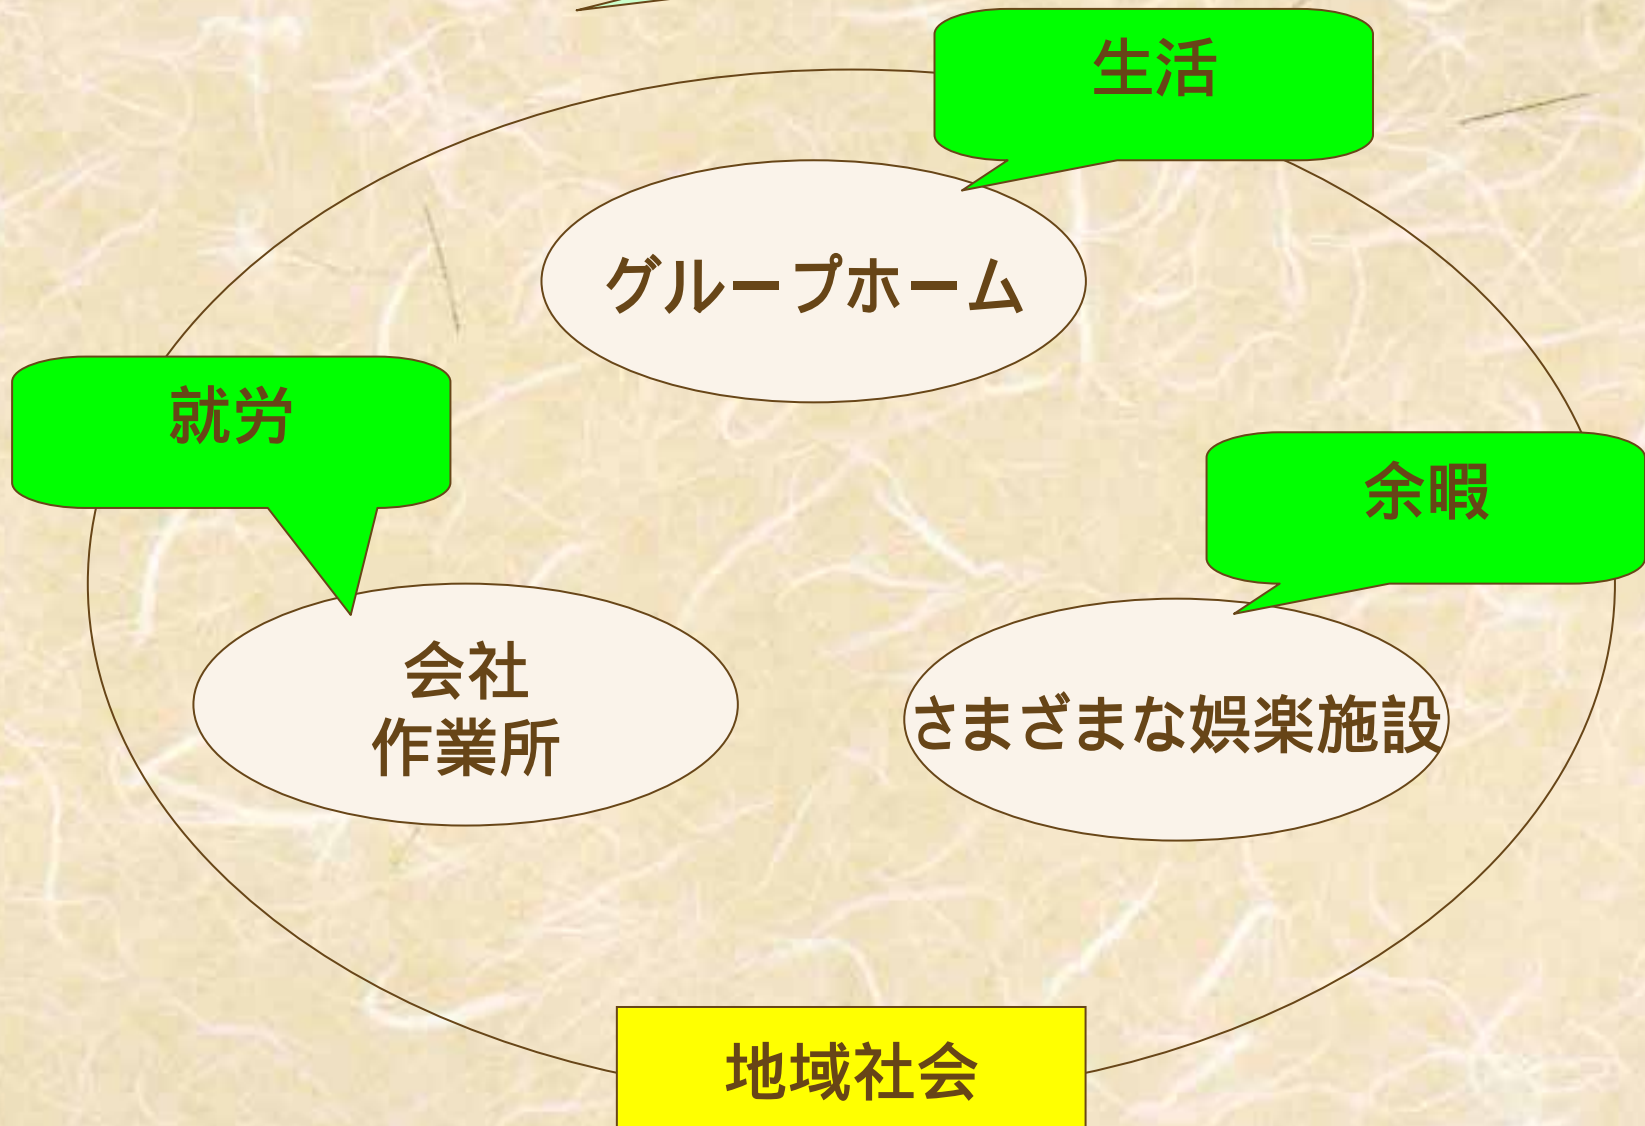 生活
グループホーム
就労
余暇
会社
作業所
さまざまな娯楽施設
地域社会